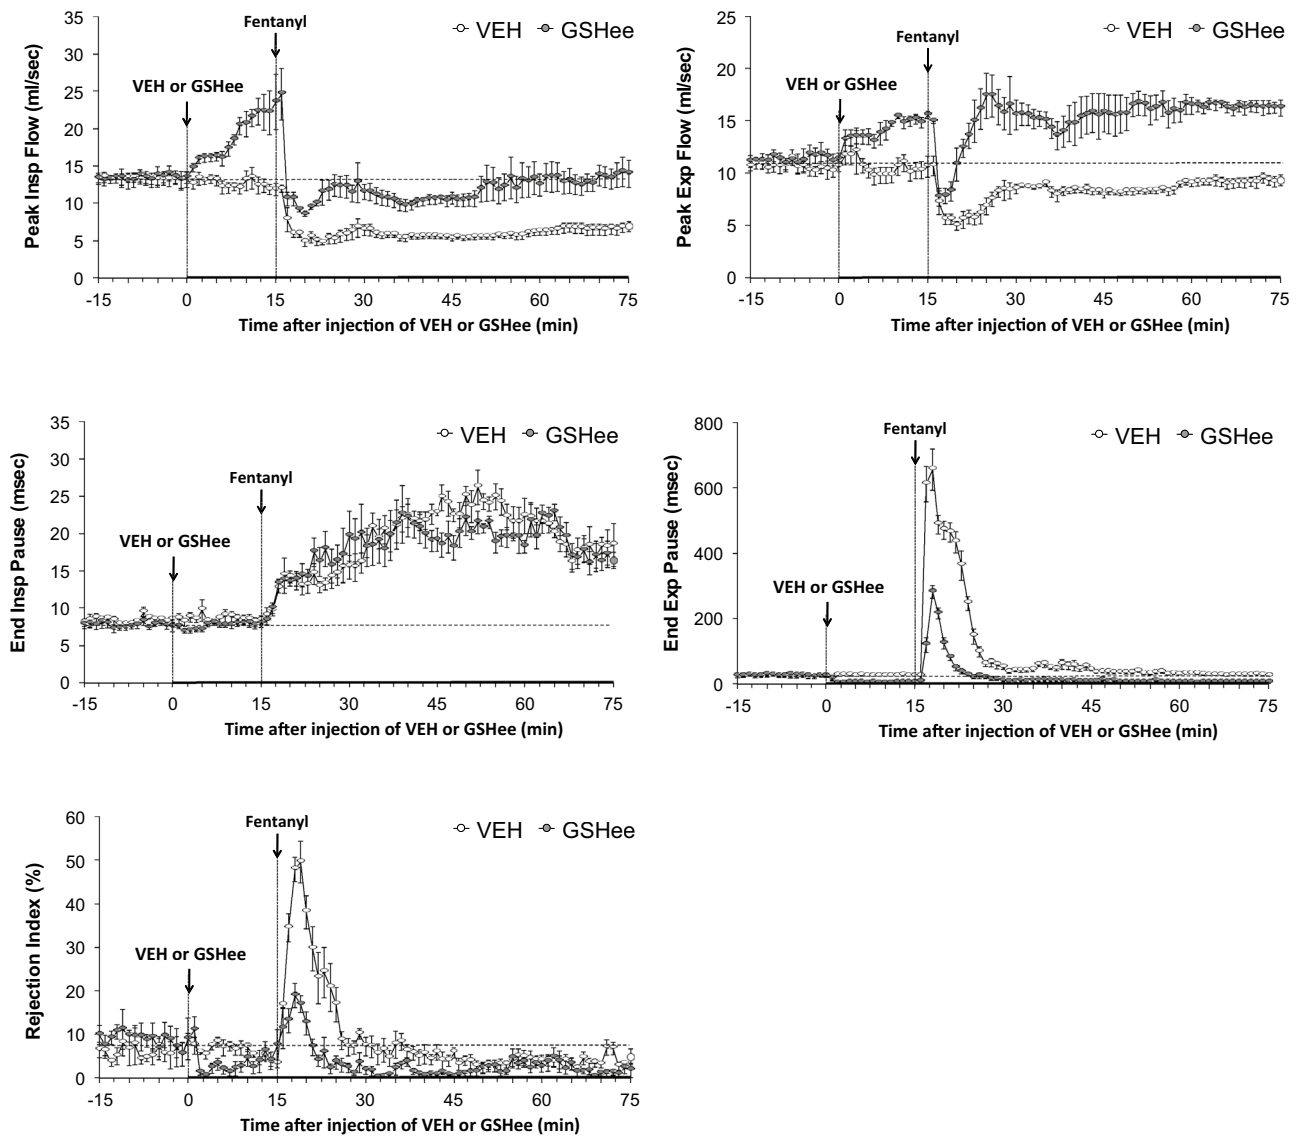 Peak Insp Flow (ml/sec)
35
30
25
20
15
10
5
0
Fentanyl
VEH or GSHee
VEH GSHee
-15 0 15 30 45 60 75
Time after injection of VEH or GSHee (min)
Peak Exp Flow (ml/sec)
25
20
15
10
5
0
Fentanyl
VEH or GSHee
VEH GSHee
-15 0 15 30 45 60 75
Time after injection of VEH or GSHee (min)
End Insp Pause (msec)
35
30
25
20
15
10
5
0
VEH GSHee
Fentanyl
VEH or GSHee
-15 0 15 30 45 60 75
Time after injection of VEH or GSHee (min)
End Exp Pause (msec)
800
600
400
200
0
Fentanyl
VEH GSHee
VEH or GSHee
-15 0 15 30 45 60 75
Time after injection of VEH or GSHee (min)
Rejection Index (%)
60
50
40
30
20
10
0
Fentanyl
VEH GSHee
VEH or GSHee
-15 0 15 30 45 60 75
Time after injection of VEH or GSHee (min)